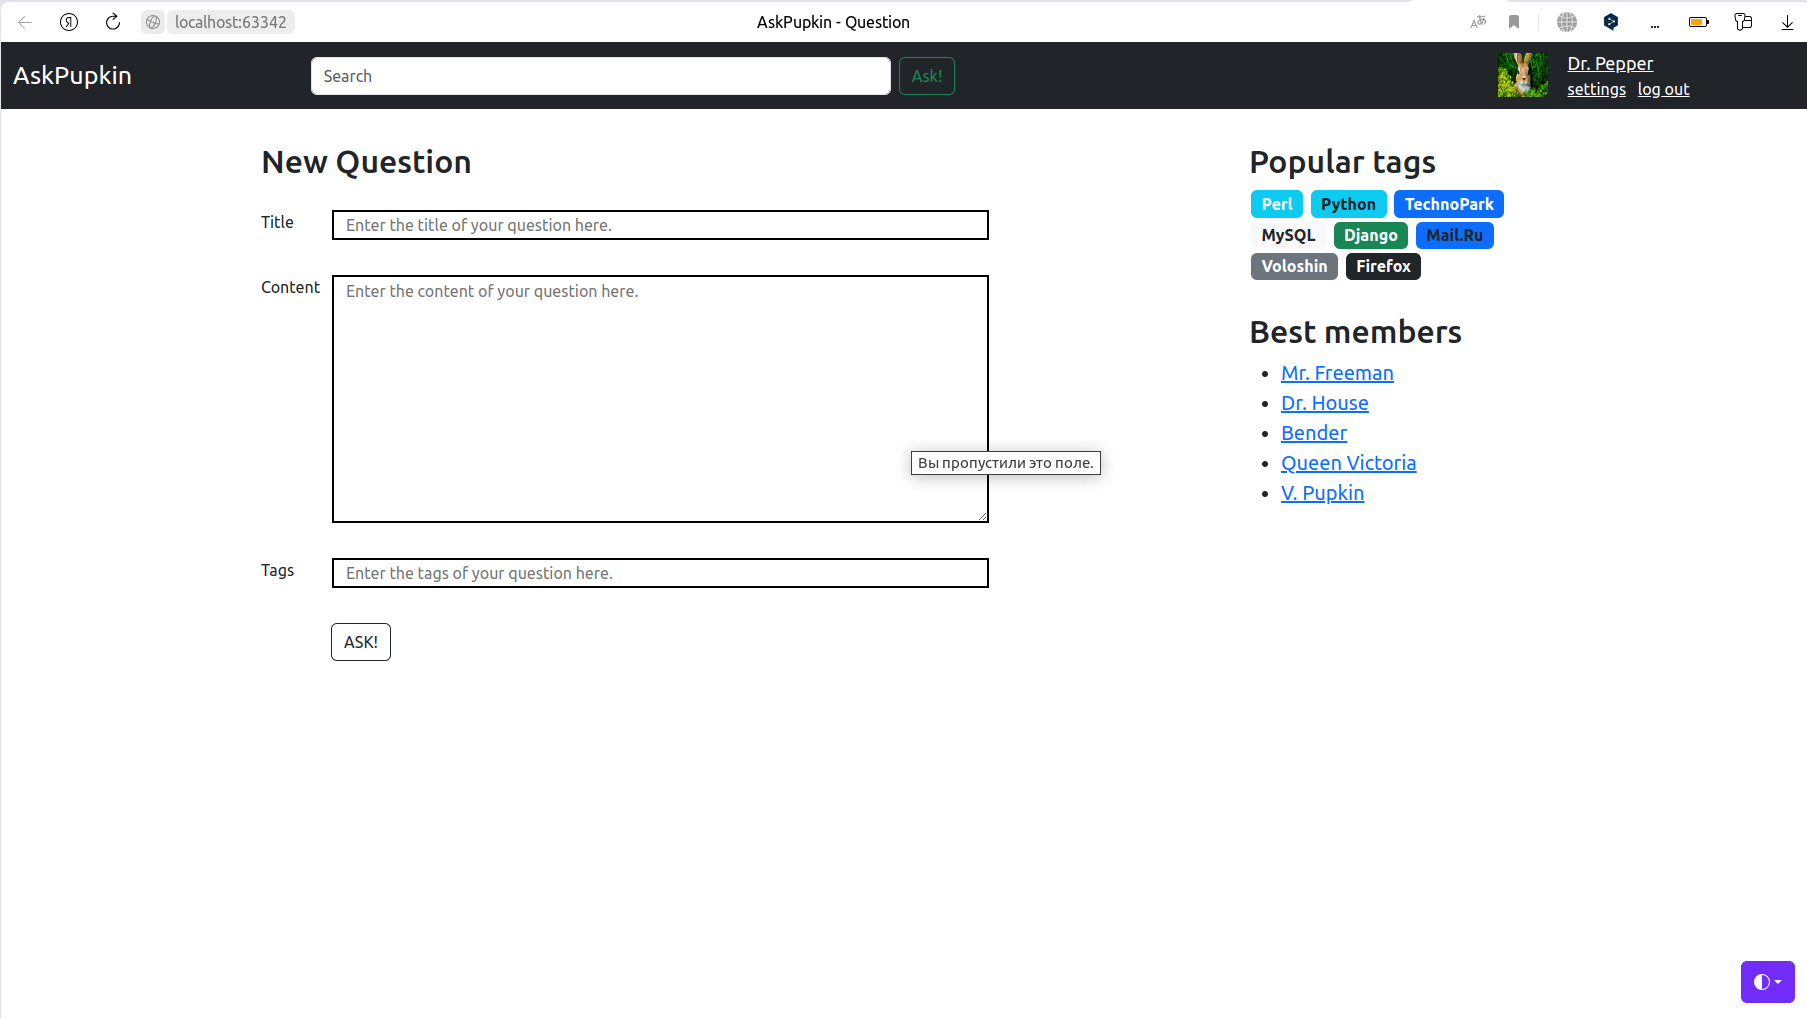 localhost:63342
AskPupkin - Question
AskPupkin
Search
Ask!
Dr. Pepper
settings log out
New Question
Title
Enter the title of your question here.
Content
Enter the content of your question here.
Вы пропустили это поле.
Tags
Enter the tags of your question here.
ASK!
Popular tags
Perl Python TechnoPark
MySQL Django Mail.Ru
Voloshin Firefox
Best members
Mr. Freeman
Dr. House
Bender
Queen Victoria
V. Pupkin